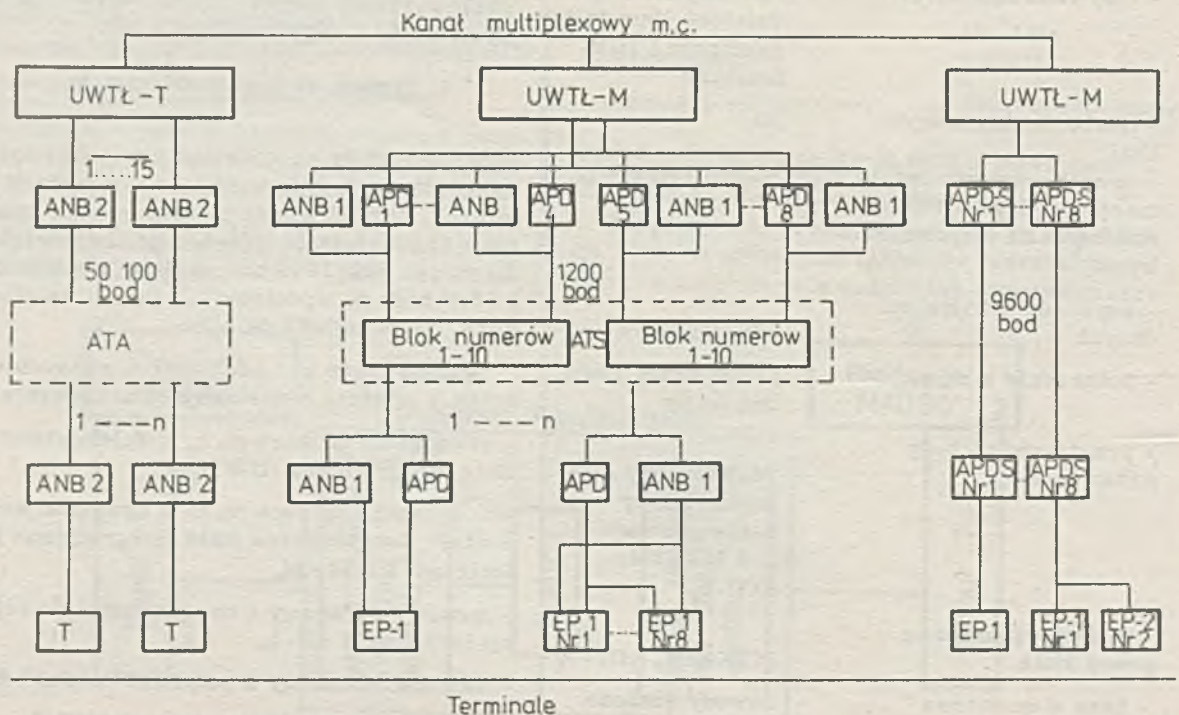 Kanał multiplexowy m.c.
UWTŁ-T
UWTŁ-M
UWTŁ-M
1.....15
ANB 2
ANB 2
ANB 1
APD
1
ANB
APD
4
APD
5
ANB 1
APD
8
ANB 1
APD-S
Nr1
APD-S
Nr8
50 100
bod
1200
bod
9600
bod
ATA
Blok numerów
1-10
ATS
Blok numerów
1-10
1 --- n
1 --- n
ANB 2
ANB 2
ANB 1
APD
APD
ANB 1
APDS
Nr1
APDS
Nr8
T
T
EP-1
EP 1
Nr1
EP 1
Nr8
EP 1
EP-1
Nr1
EP-2
Nr2
Terminale